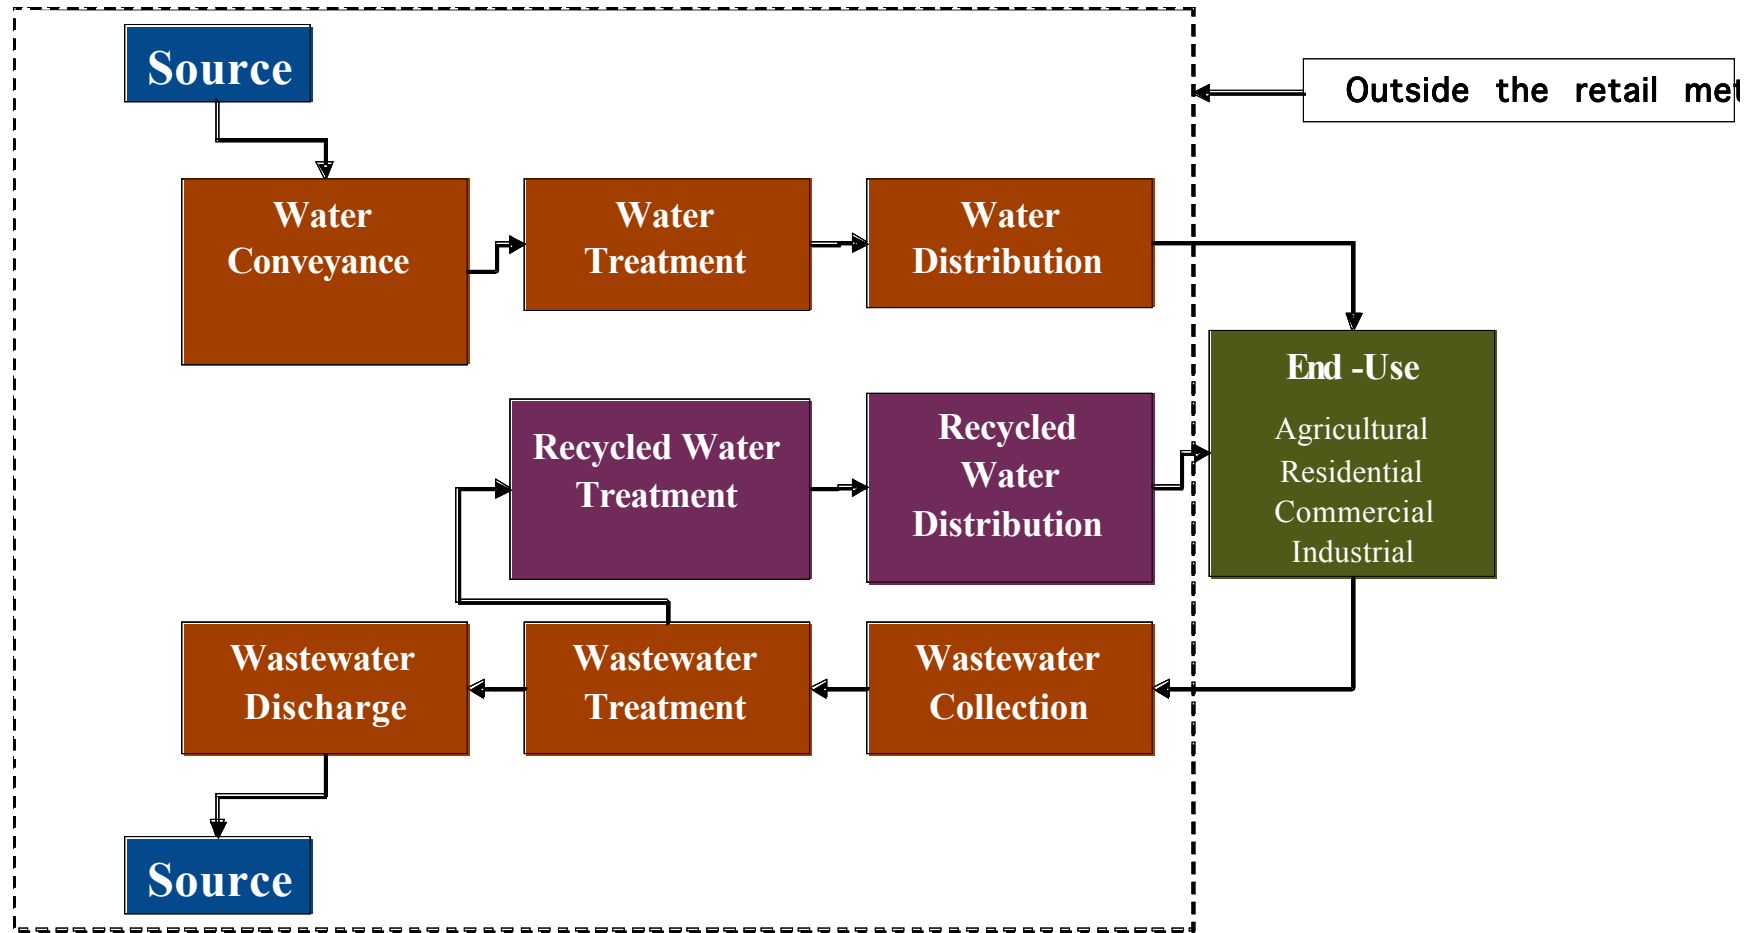 Source
Outside the retail met
Water
Conveyance
Water
Treatment
Water
Distribution
End -Use
Agricultural
Residential
Commercial
Industrial
Recycled Water
Treatment
Recycled
Water
Distribution
Wastewater
Discharge
Wastewater
Treatment
Wastewater
Collection
Source